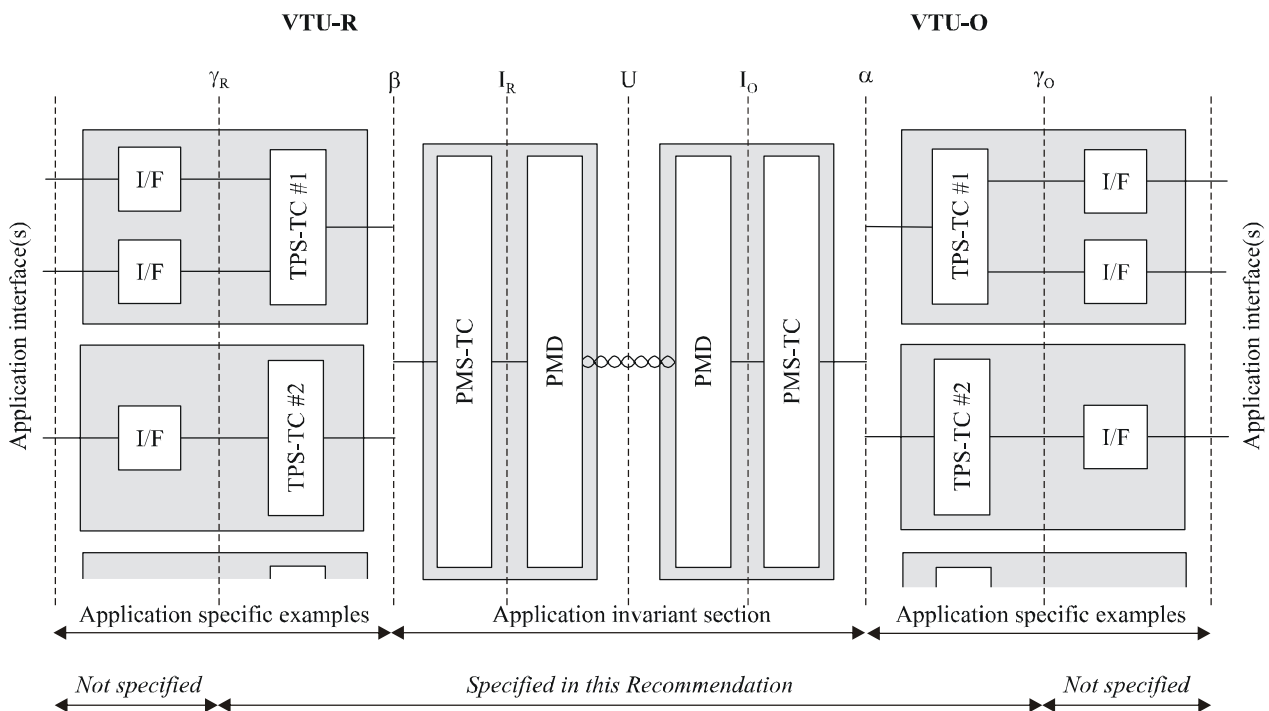 VTU-R VTU-O
γR β IR U IO α γO
I/F TPS-TC #1 TPS-TC #1 I/F
I/F I/F
Application interface(s) Application interface(s)
PMS-TC PMD PMD PMS-TC
I/F TPS-TC #2 TPS-TC #2 I/F
Application specific examples Application invariant section Application specific examples
Not specified Specified in this Recommendation Not specified